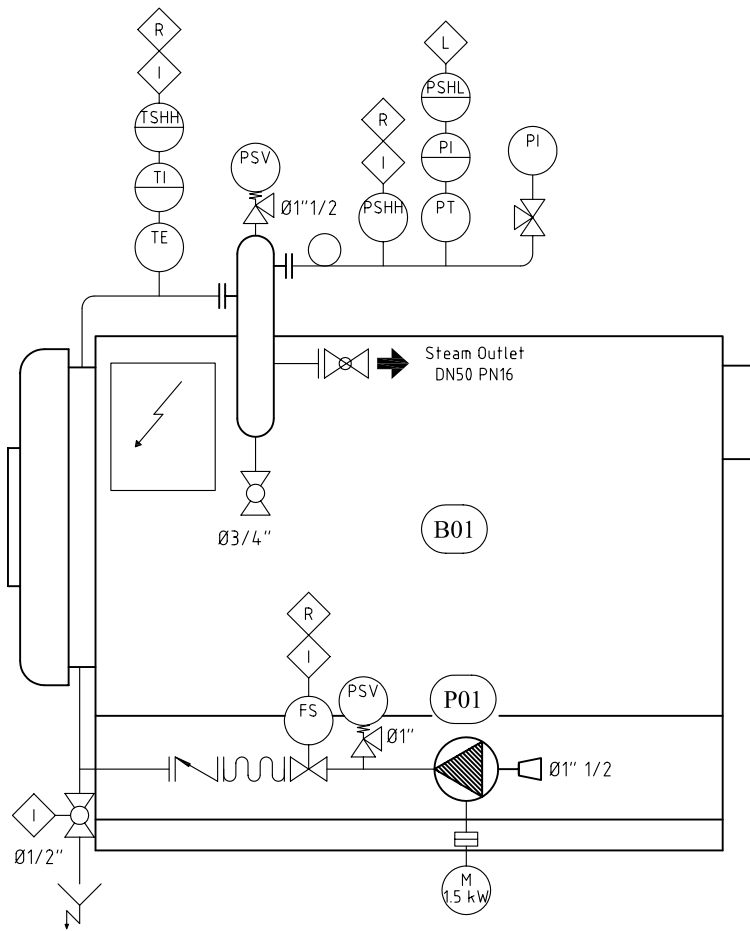 R
I
TSHH
TI
TE
PSV
Ø1"1/2
R
I
PSHH
L
PSHL
PI
PT
PI
Steam Outlet
DN50 PN16
Ø3/4"
B01
R
I
FS
PSV
Ø1"
P01
Ø1" 1/2
I
Ø1/2"
M
1.5 kW